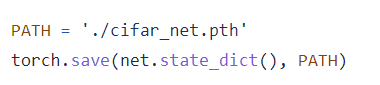 PATH = './cifar_net.pth'
torch.save(net.state_dict(), PATH)